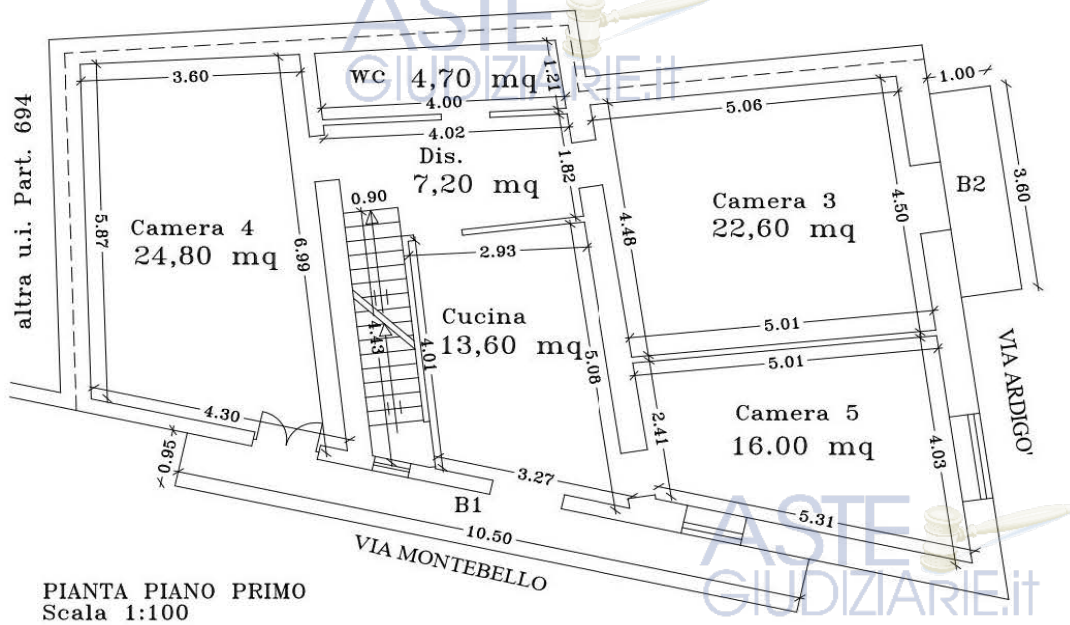 ASTE
GIUDIZIARIE.it
altra u.i. Part. 694
3.60
WC 4,70 mq
1.21
4.00
4.02
Dis.
7,20 mq
1.82
5.06
1.00
B2
3.60
Camera 4
24,80 mq
5.87
6.99
0.90
4.43
2.93
4.01
Cucina
13,60 mq
5.08
4.48
Camera 3
22,60 mq
4.50
5.01
5.01
Camera 5
16.00 mq
2.41
4.03
VIA ARDIGO'
4.30
0.95
3.27
B1
10.50
5.31
VIA MONTEBELLO
ASTE
GIUDIZIARIE.it
PIANTA PIANO PRIMO
Scala 1:100